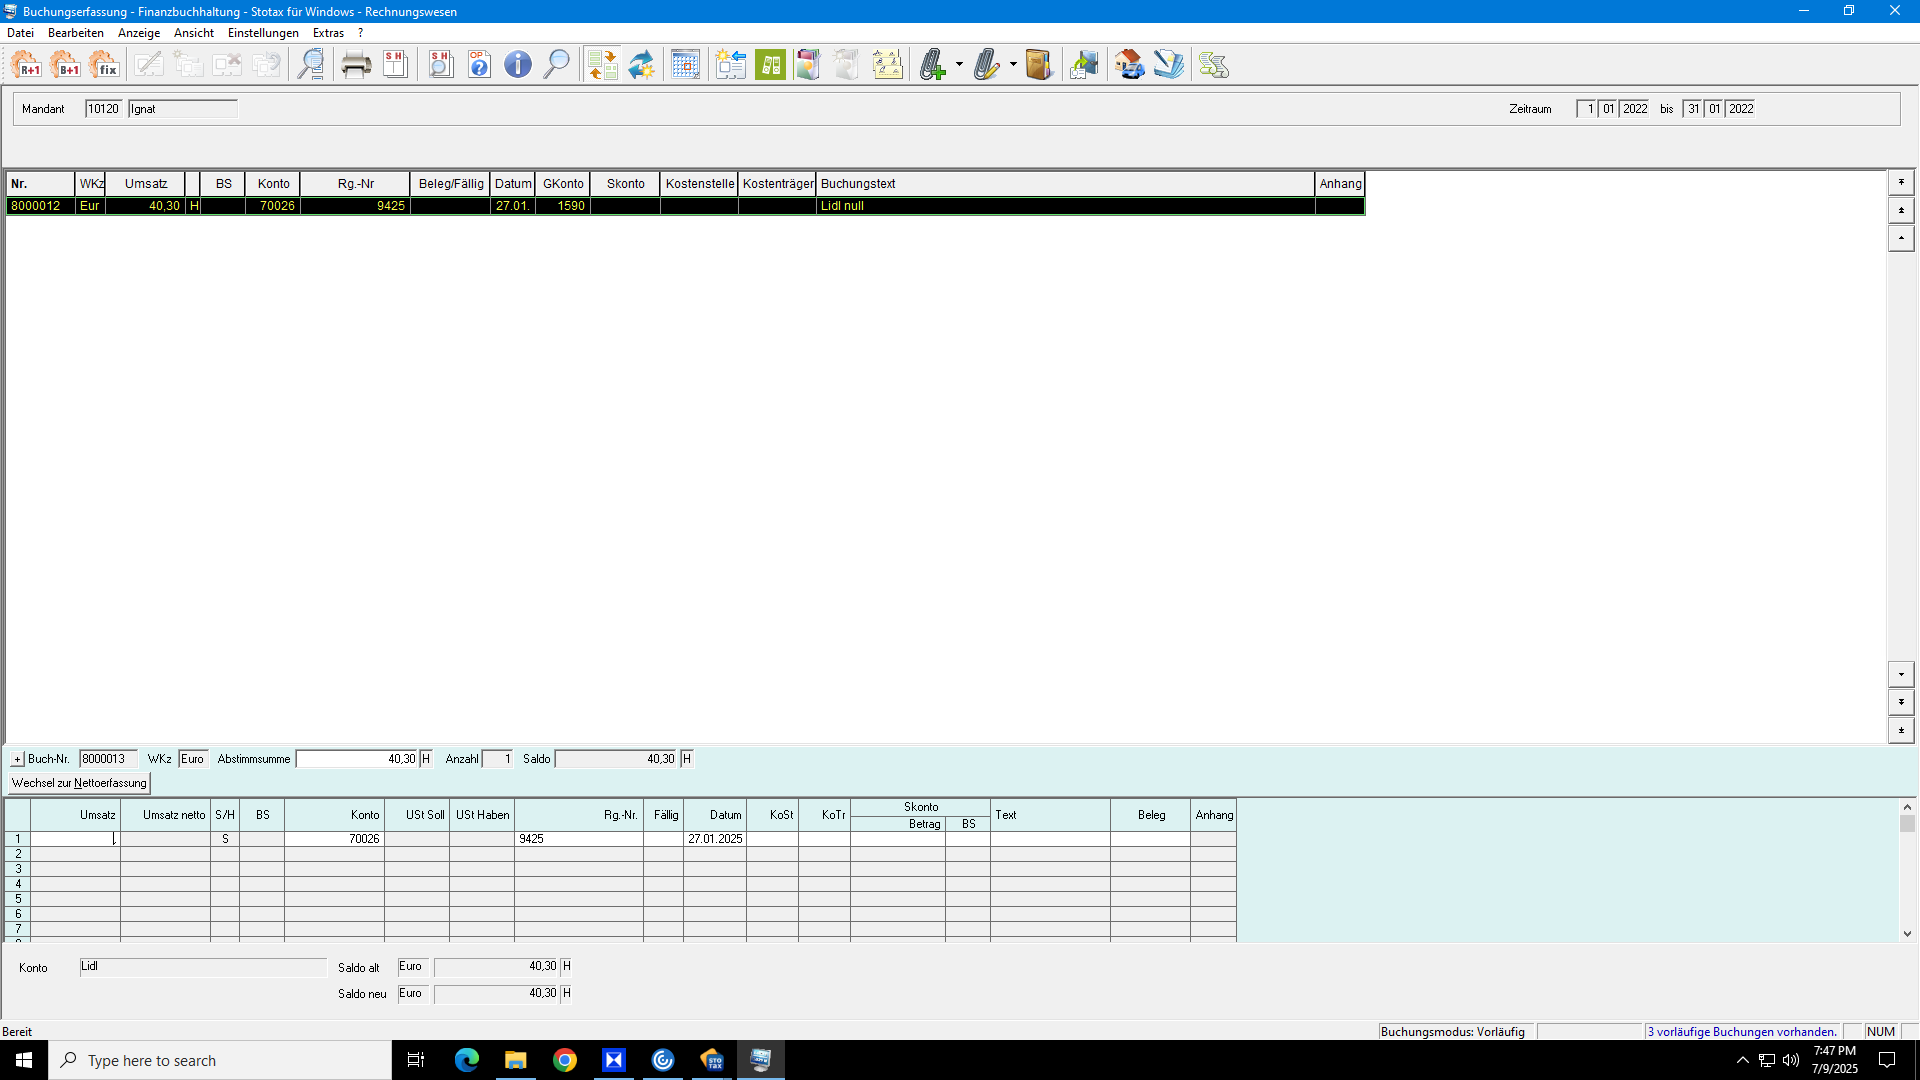 Buchungserfassung - Finanzbuchhaltung - Stotax für Windows - Rechnungswesen
Datei Bearbeiten Anzeige Ansicht Einstellungen Extras ?
R+1 B+1 fix S H S H OP
Mandant 10120 Ignat Zeitraum 1 01 2022 bis 31 01 2022
Nr. WKz Umsatz BS Konto Rg.-Nr Beleg/Fällig Datum GKonto Skonto Kostenstelle Kostenträger Buchungstext Anhang
8000012 Eur 40,30 H 70026 9425 27.01. 1590 Lidl null
+ Buch-Nr. 8000013 WKz Euro Abstimmsumme 40,30 H Anzahl 1 Saldo 40,30 H
Wechsel zur Nettoerfassung
Umsatz Umsatz netto S/H BS Konto USt Soll USt Haben Rg.-Nr. Fällig Datum KoSt KoTr Skonto Betrag BS Text Beleg Anhang
1 , S 70026 9425 27.01.2025
2
3
4
5
6
7
Konto Lidl Saldo alt Euro 40,30 H
Saldo neu Euro 40,30 H
Bereit Buchungsmodus: Vorläufig 3 vorläufige Buchungen vorhanden. NUM
Type here to search STO tax 7:47 PM
7/9/2025